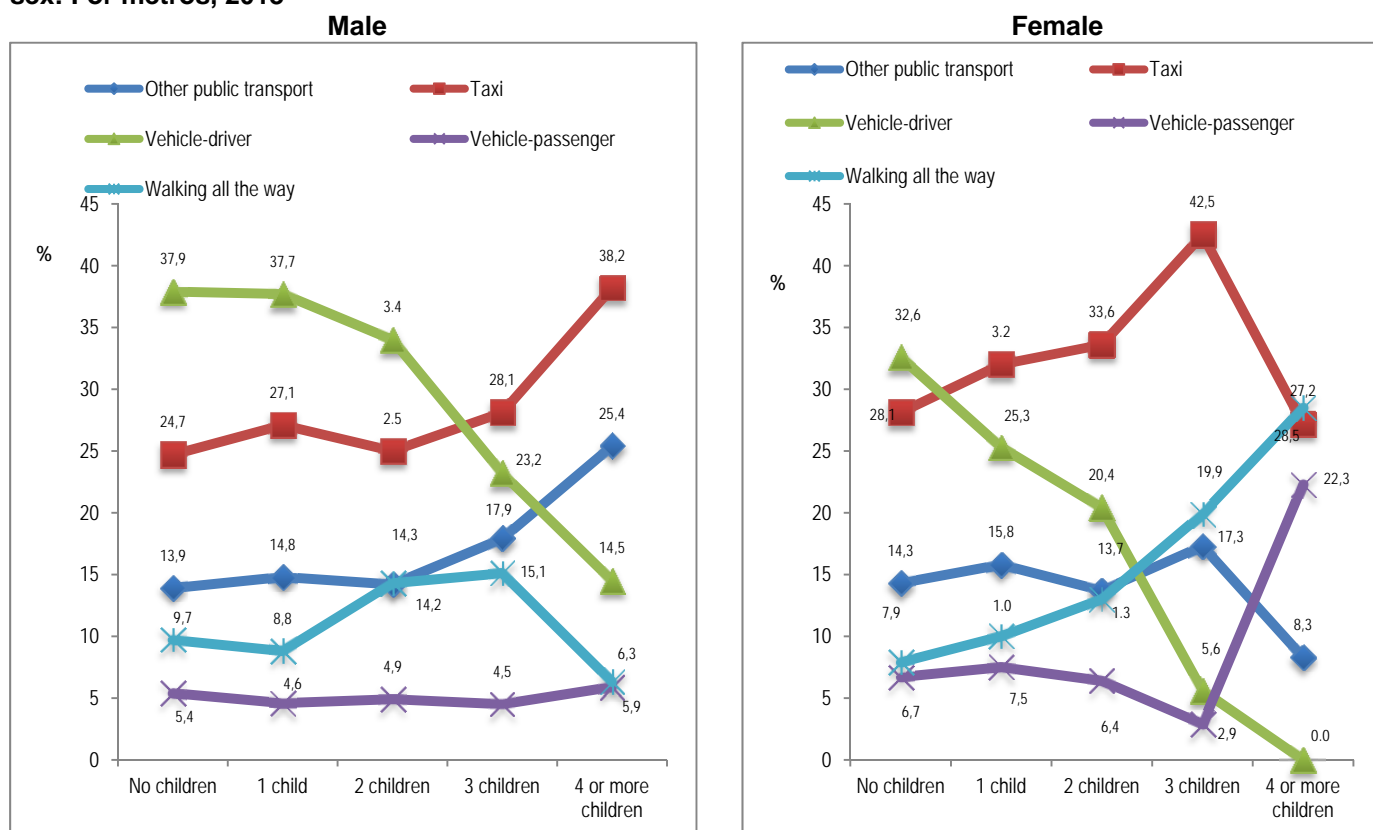 sex. metros,
Male
Other public transport Taxi
Vehicle-driver Vehicle-passenger
Walking all the way
45
40
35
30
25
20
15
10
5
0
%
37,9 37,7 3.4 23,2 14,5
24,7 27,1 2.5 28,1 38,2
13,9 14,8 14,2 17,9 25,4
9,7 8,8 14,3 15,1 6,3
5,4 4,6 4,9 4,5 5,9
No children 1 child 2 children 3 children 4 or more
children
Female
Other public transport Taxi
Vehicle-driver Vehicle-passenger
Walking all the way
45
40
35
30
25
20
15
10
5
0
%
32,6 25,3 20,4 5,6 0.0
28,1 3.2 33,6 42,5 27,2
14,3 15,8 13,7 17,3 8,3
7,9 1.0 1.3 19,9 28,5
6,7 7,5 6,4 2,9 22,3
No children 1 child 2 children 3 children 4 or more
children